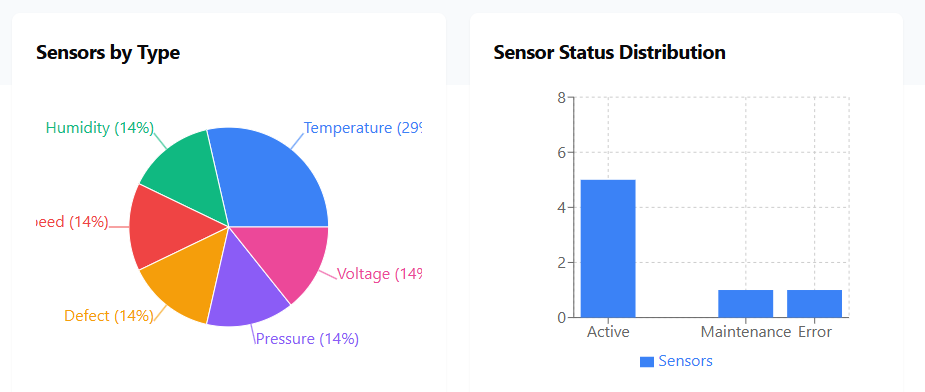 Sensors by Type
Humidity (14%)
Temperature (29%
peed (14%)
Voltage (14%
Defect (14%)
Pressure (14%)
Sensor Status Distribution
8
6
4
2
0
Active
Maintenance
Error
Sensors